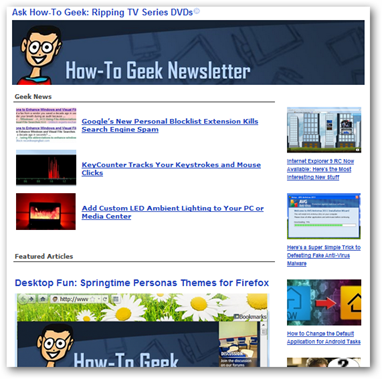 Ask How-To Geek: Ripping TV Series DVDs
How-To Geek Newsletter
Geek News
Google's New Personal Blocklist Extension Kills
Search Engine Spam
KeyCounter Tracks Your Keystrokes and Mouse
Clicks
Add Custom LED Ambient Lighting to Your PC or
Media Center
Internet Explorer 9 RC Now
Available: Here's the Most
Interesting New Stuff
Here's a Super Simple Trick to
Defeating Fake Anti-Virus
Malware
How to Change the Default
Application for Android Tasks
Featured Articles
Desktop Fun: Springtime Personas Themes for Firefox
Bookmarks
How-To Geek